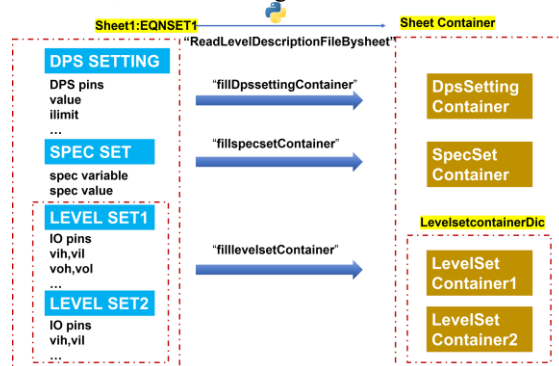 Sheet1:EQNSET1
Sheet Container
“ReadLevelDescriptionFileBysheet”
DPS SETTING
DPS pins
value
ilimit
...
“fillDpssettingContainer”
DpsSetting
Container
SPEC SET
spec variable
spec value
“fillspecsetContainer”
SpecSet
Container
LevelsetcontainerDic
LEVEL SET1
IO pins
vih,vil
voh,vol
...
“filllevelsetContainer”
LevelSet
Container1
LEVEL SET2
IO pins
vih,vil
...
LevelSet
Container2